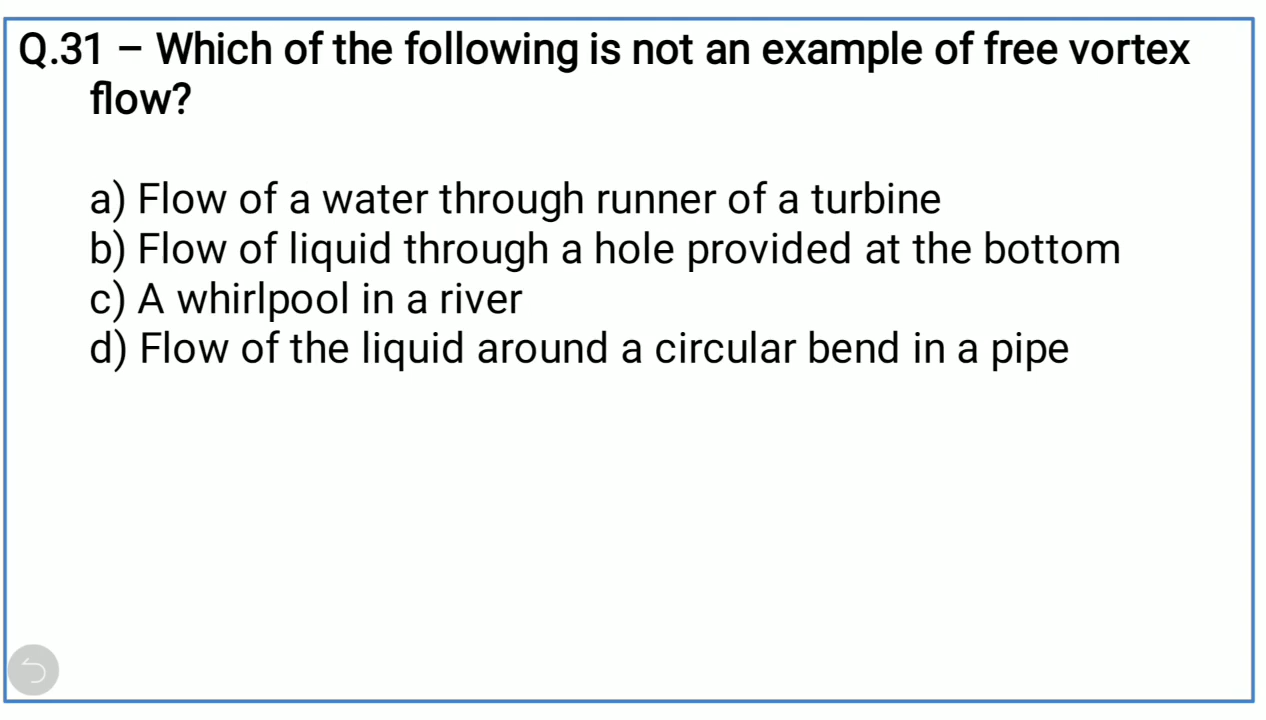 Q.31 – Which of the following is not an example of free vortex
flow?
a) Flow of a water through runner of a turbine
b) Flow of liquid through a hole provided at the bottom
c) A whirlpool in a river
d) Flow of the liquid around a circular bend in a pipe